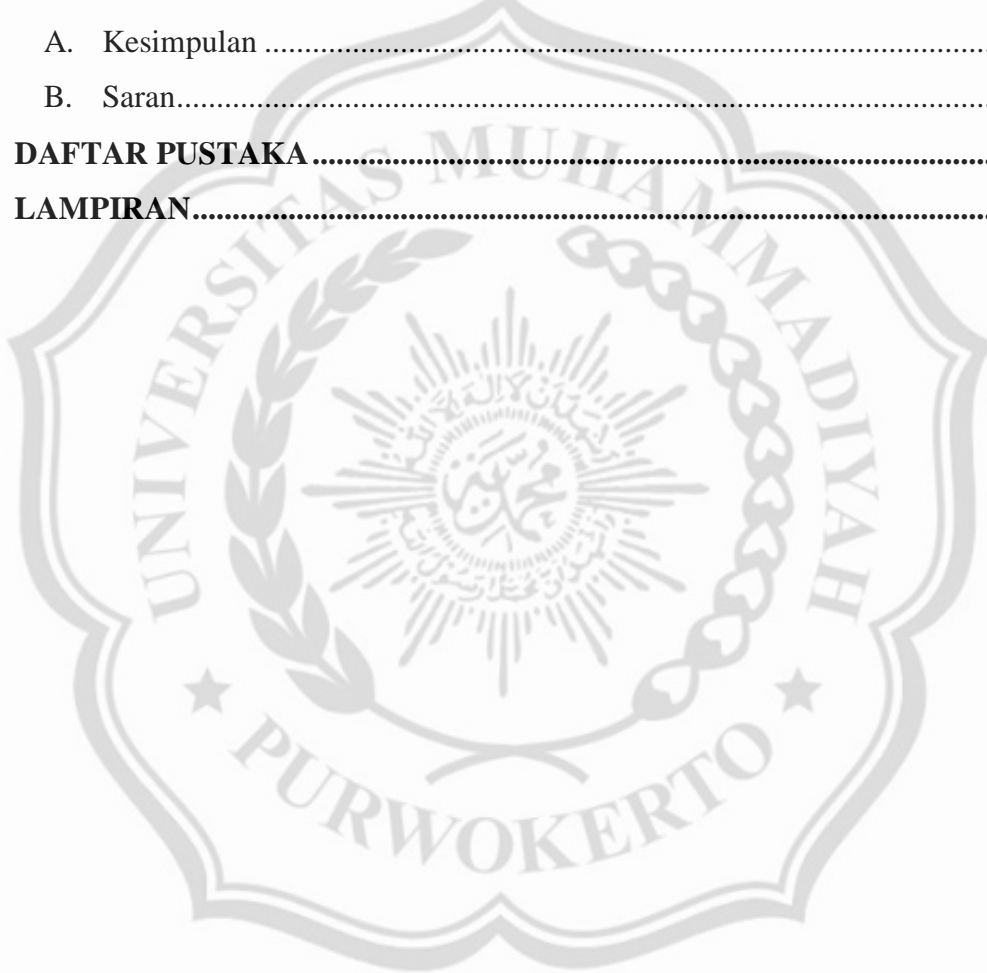 A. Kesimpulan ..........................................................................................
B. Saran.....................................................................................................
DAFTAR PUSTAKA .....................................................................................
LAMPIRAN....................................................................................................
UNIVERSITAS MUHAMMADIYAH
PURWOKERTO